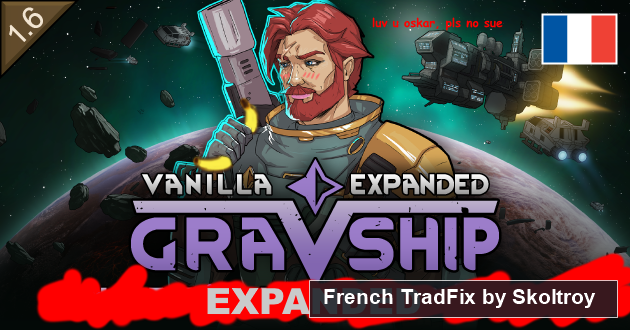 1.6
luv u oskar, pls no sue
VANILLA EXPANDED
GRAVSHIP
EXPANDED
French TradFix by Skoltroy